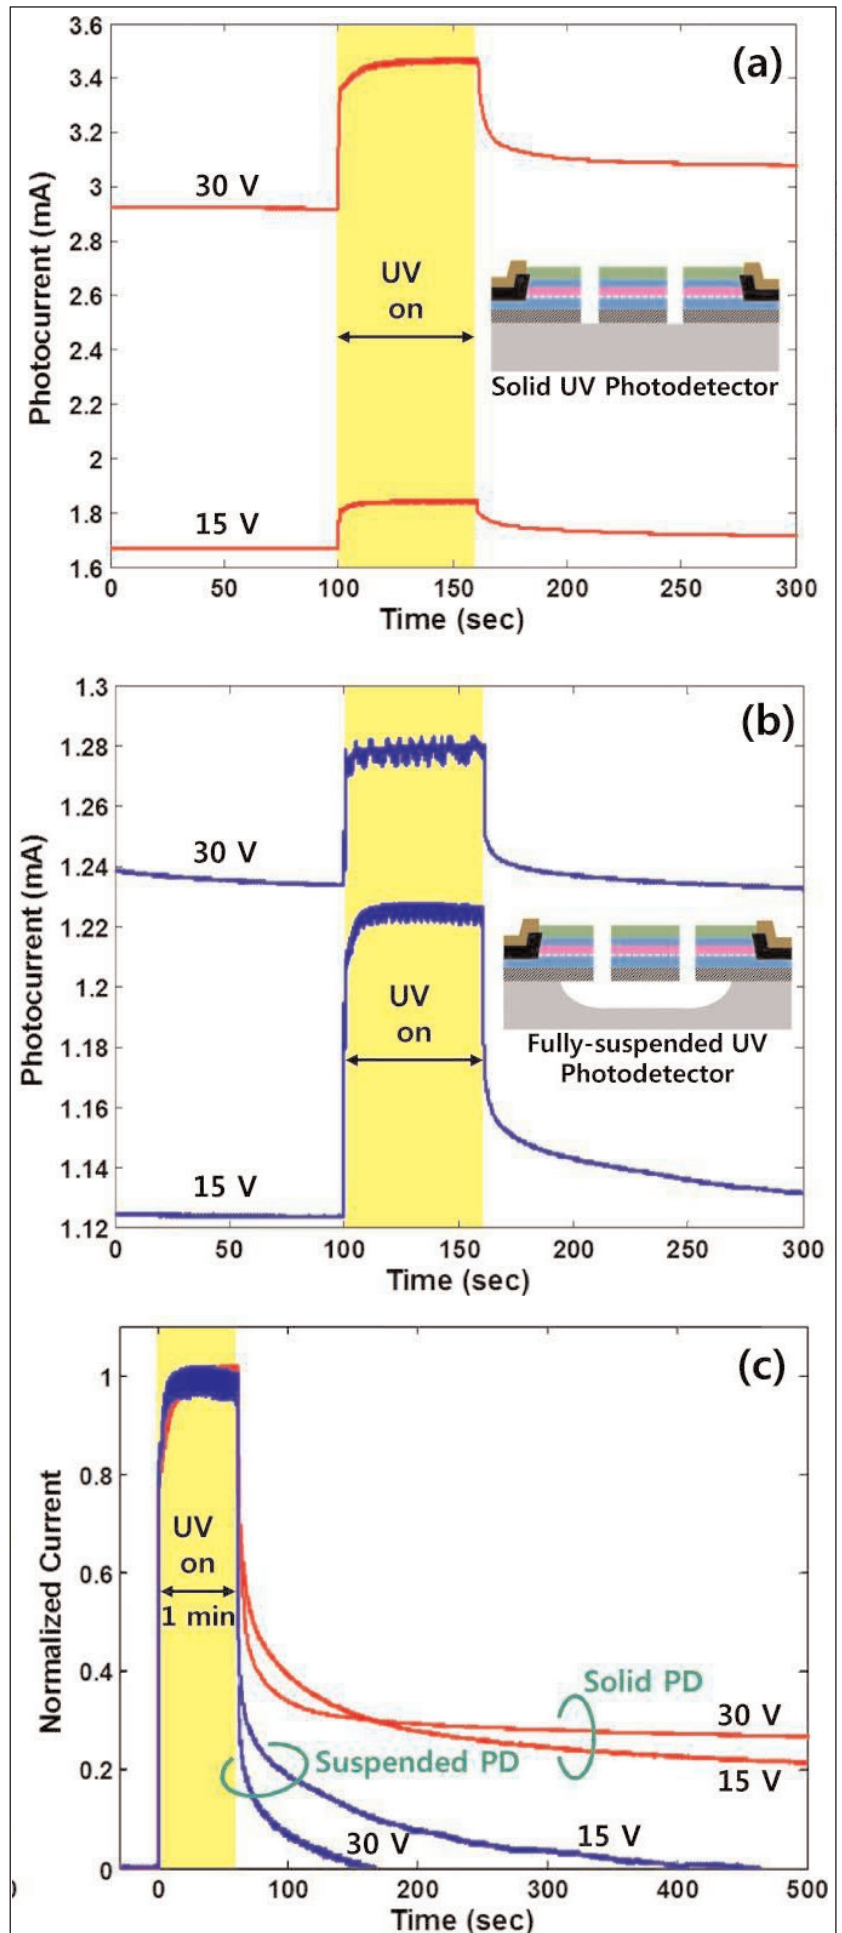 (a)
Photocurrent (mA)
3.6
3.4
3.2
3
2.8
2.6
2.4
2.2
2
1.8
1.6
30 V
UV
on
15 V
Solid UV Photodetector
0 50 100 150 200 250 300
Time (sec)
(b)
Photocurrent (mA)
1.3
1.28
1.26
1.24
1.22
1.2
1.18
1.16
1.14
1.12
30 V
UV
on
15 V
Fully-suspended UV
Photodetector
0 50 100 150 200 250 300
Time (sec)
(c)
Normalized Current
1
0.8
0.6
0.4
0.2
0
UV
on
1 min
Solid PD
30 V
15 V
Suspended PD
30 V
15 V
0 100 200 300 400 500
Time (sec)